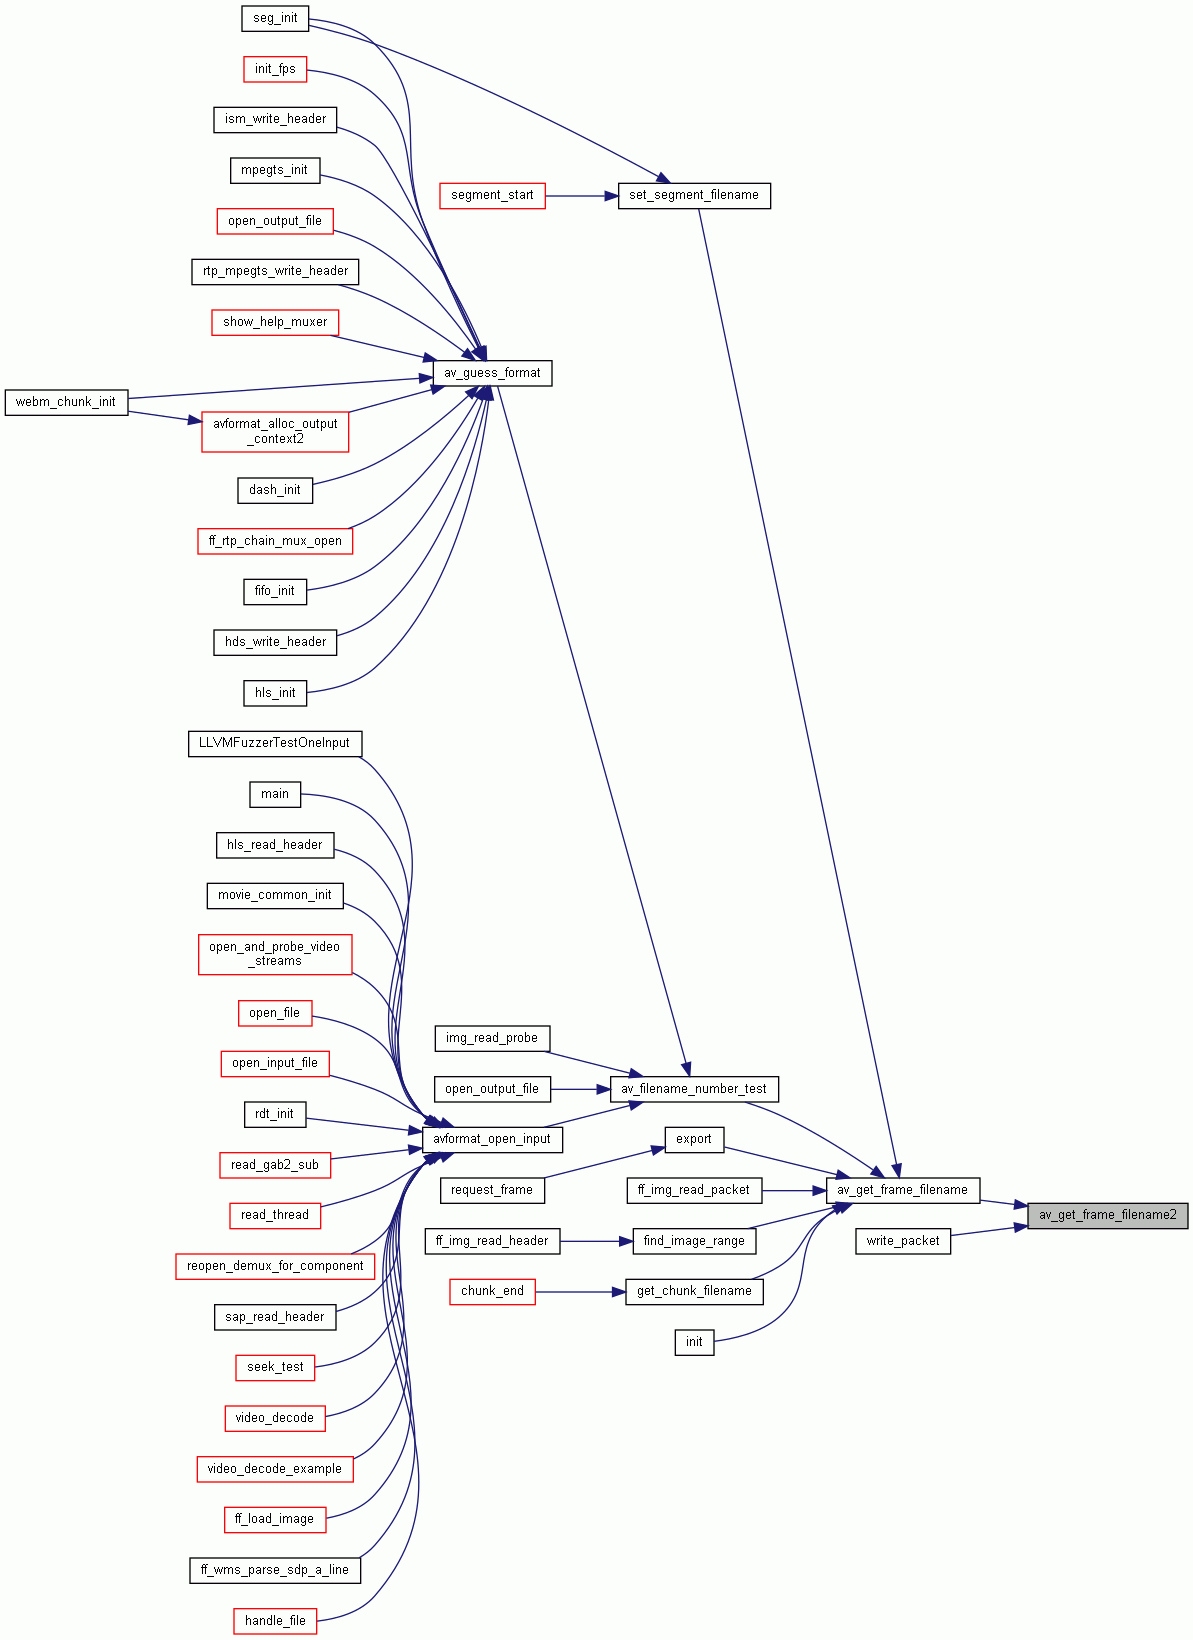 seg_init
init_fps
ism_write_header
mpegts_init
segment_start
set_segment_filename
open_output_file
rtp_mpegts_write_header
show_help_muxer
av_guess_format
webm_chunk_init
avformat_alloc_output
_context2
dash_init
ff_rtp_chain_mux_open
fifo_init
hds_write_header
hls_init
LLVMFuzzerTestOneInput
main
hls_read_header
movie_common_init
open_and_probe_video
_streams
open_file
img_read_probe
open_input_file
open_output_file
av_filename_number_test
rdt_init
avformat_open_input
export
read_gab2_sub
request_frame
ff_img_read_packet
av_get_frame_filename
read_thread
av_get_frame_filename2
ff_img_read_header
find_image_range
write_packet
reopen_demux_for_component
chunk_end
get_chunk_filename
sap_read_header
init
seek_test
video_decode
video_decode_example
ff_load_image
ff_wms_parse_sdp_a_line
handle_file